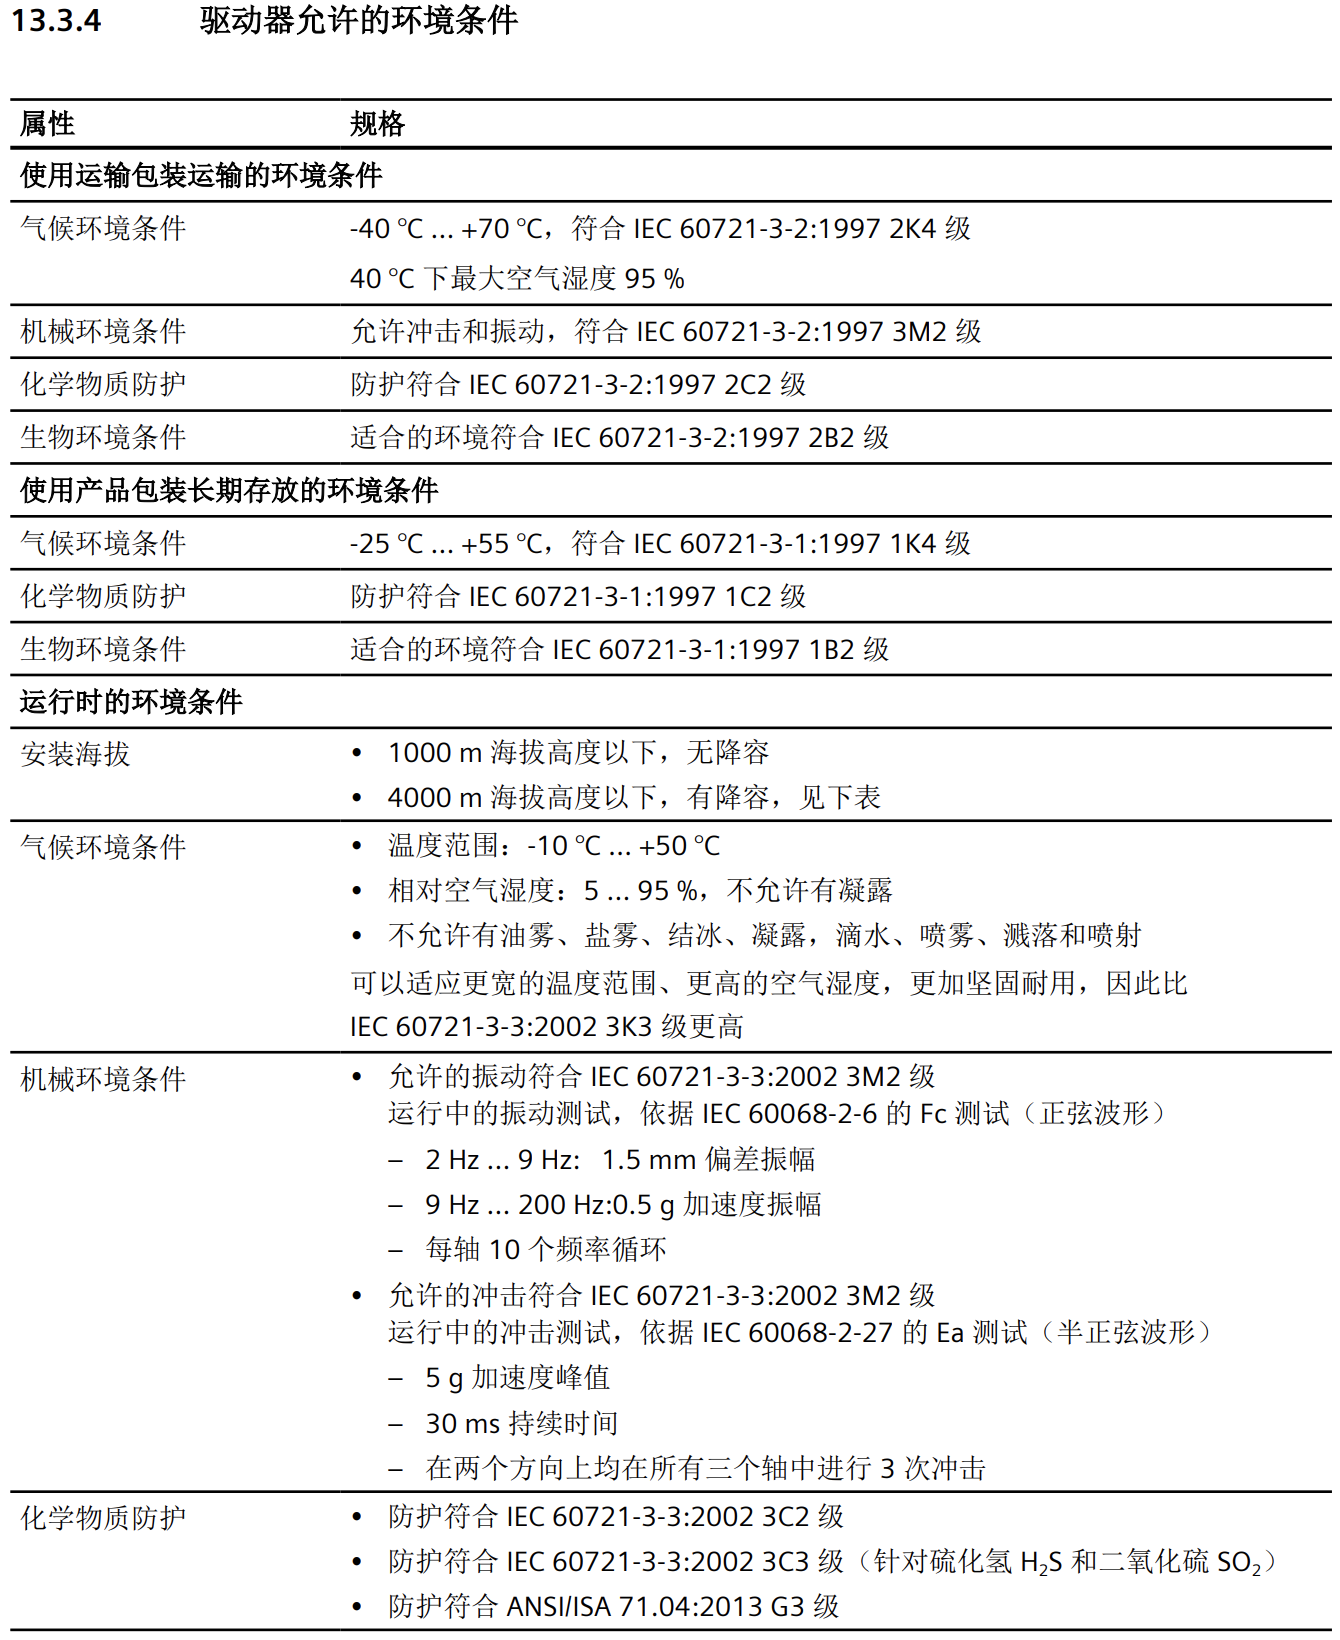 13.3.4 驱动器允许的环境条件
属性 规格
使用运输包装运输的环境条件
气候环境条件 -40 °C ... +70 °C，符合 IEC 60721-3-2:1997 2K4 级
40 °C 下最大空气湿度 95 %
机械环境条件 允许冲击和振动，符合 IEC 60721-3-2:1997 3M2 级
化学物质防护 防护符合 IEC 60721-3-2:1997 2C2 级
生物环境条件 适合的环境符合 IEC 60721-3-2:1997 2B2 级
使用产品包装长期存放的环境条件
气候环境条件 -25 °C ... +55 °C，符合 IEC 60721-3-1:1997 1K4 级
化学物质防护 防护符合 IEC 60721-3-1:1997 1C2 级
生物环境条件 适合的环境符合 IEC 60721-3-1:1997 1B2 级
运行时的环境条件
安装海拔 • 1000 m 海拔高度以下，无降容
• 4000 m 海拔高度以下，有降容，见下表
气候环境条件 • 温度范围：-10 °C ... +50 °C
• 相对空气湿度：5 ... 95 %，不允许有凝露
• 不允许有油雾、盐雾、结冰、凝露，滴水、喷雾、溅落和喷射
可以适应更宽的温度范围、更高的空气湿度，更加坚固耐用，因此比
IEC 60721-3-3:2002 3K3 级更高
机械环境条件 • 允许的振动符合 IEC 60721-3-3:2002 3M2 级
运行中的振动测试，依据 IEC 60068-2-6 的 Fc 测试（正弦波形）
– 2 Hz ... 9 Hz: 1.5 mm 偏差振幅
– 9 Hz ... 200 Hz:0.5 g 加速度振幅
– 每轴 10 个频率循环
• 允许的冲击符合 IEC 60721-3-3:2002 3M2 级
运行中的冲击测试，依据 IEC 60068-2-27 的 Ea 测试（半正弦波形）
– 5 g 加速度峰值
– 30 ms 持续时间
– 在两个方向上均在所有三个轴中进行 3 次冲击
化学物质防护 • 防护符合 IEC 60721-3-3:2002 3C2 级
• 防护符合 IEC 60721-3-3:2002 3C3 级（针对硫化氢 H₂S 和二氧化硫 SO₂）
• 防护符合 ANSI/ISA 71.04:2013 G3 级